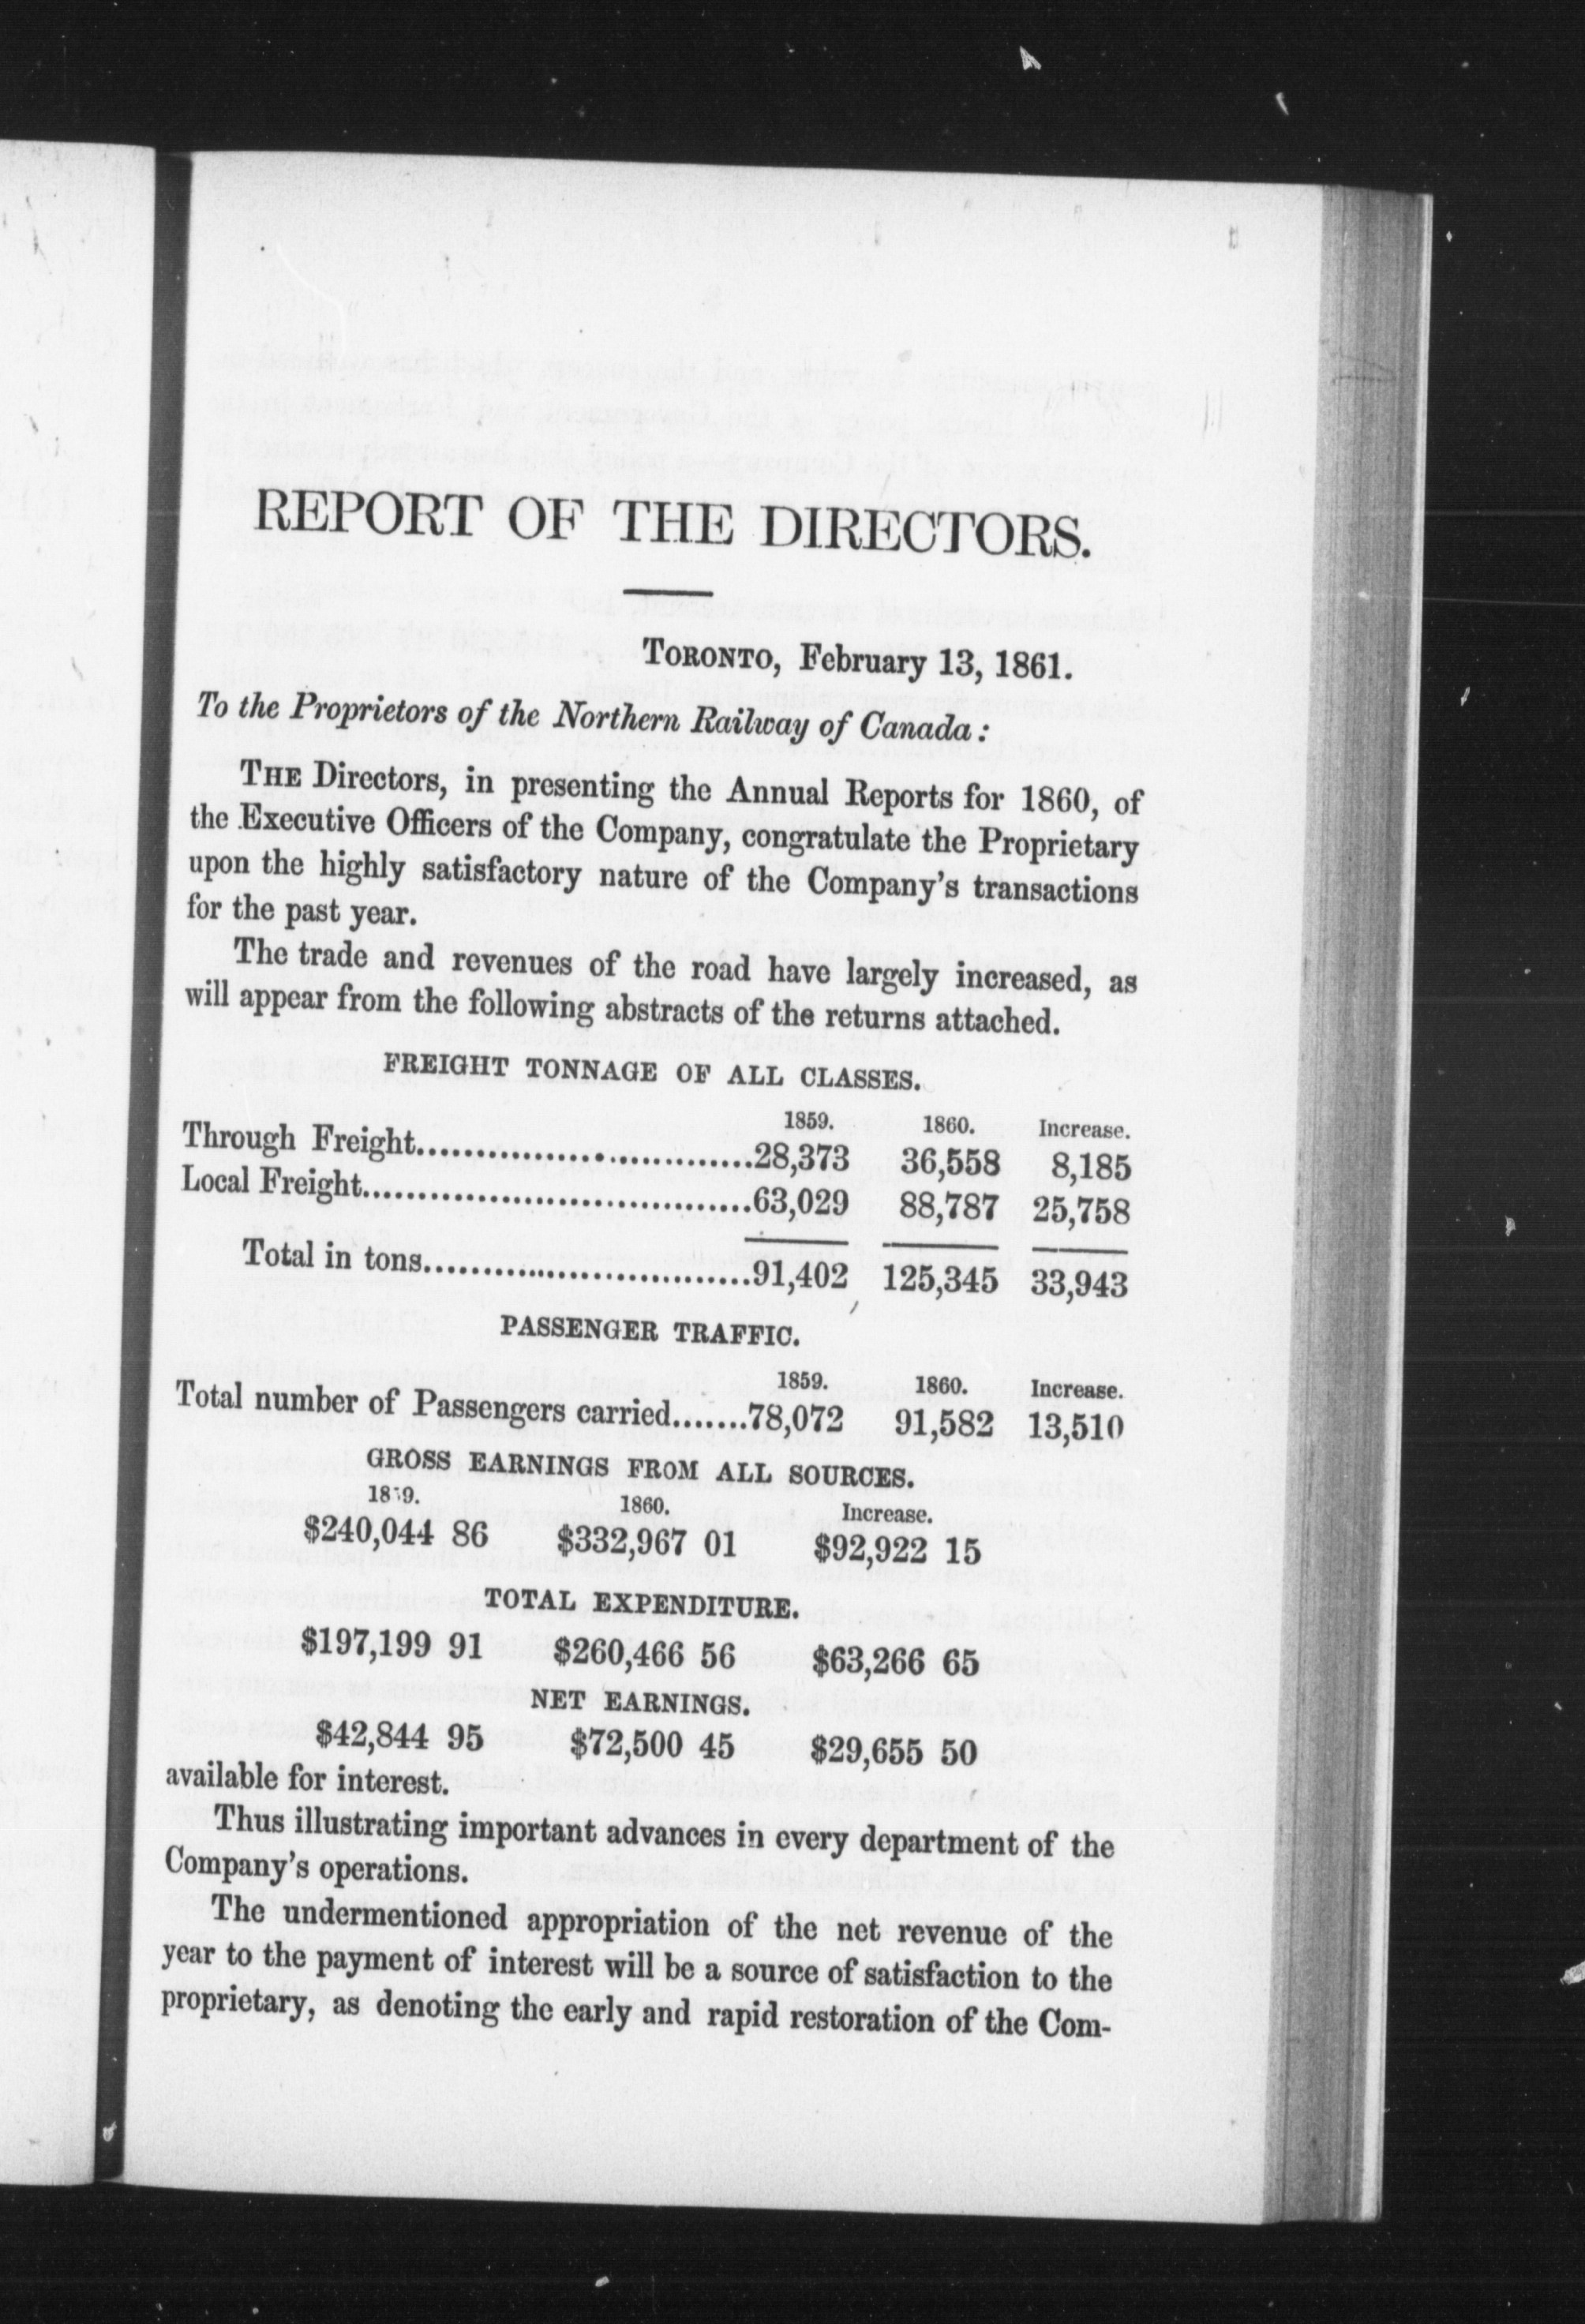 REPORT OF THE DIRECTORS.
TORONTO, February 13, 1861.
To the Proprietors of the Northern Railway of Canada:
THE Directors, in presenting the Annual Reports for 1860, of
the Executive Officers of the Company, congratulate the Proprietary
upon the highly satisfactory nature of the Company's transactions
for the past year.
The trade and revenues of the road have largely increased, as
will appear from the following abstracts of the returns attached.
FREIGHT TONNAGE OF ALL CLASSES.
1859. 1860. Increase.
Through Freight............................28,373 36,558 8,185
Local Freight.................................63,029 88,787 25,758
Total in tons............................91,402 125,345 33,943
PASSENGER TRAFFIC.
1859. 1860. Increase.
Total number of Passengers carried.......78,072 91,582 13,510
GROSS EARNINGS FROM ALL SOURCES.
1859. 1860. Increase.
$240,044 86 $332,967 01 $92,922 15
TOTAL EXPENDITURE.
$197,199 91 $260,466 56 $63,266 65
NET EARNINGS.
$42,844 95 $72,500 45 $29,655 50
available for interest.
Thus illustrating important advances in every department of the
Company's operations.
The undermentioned appropriation of the net revenue of the
year to the payment of interest will be a source of satisfaction to the
proprietary, as denoting the early and rapid restoration of the Com-